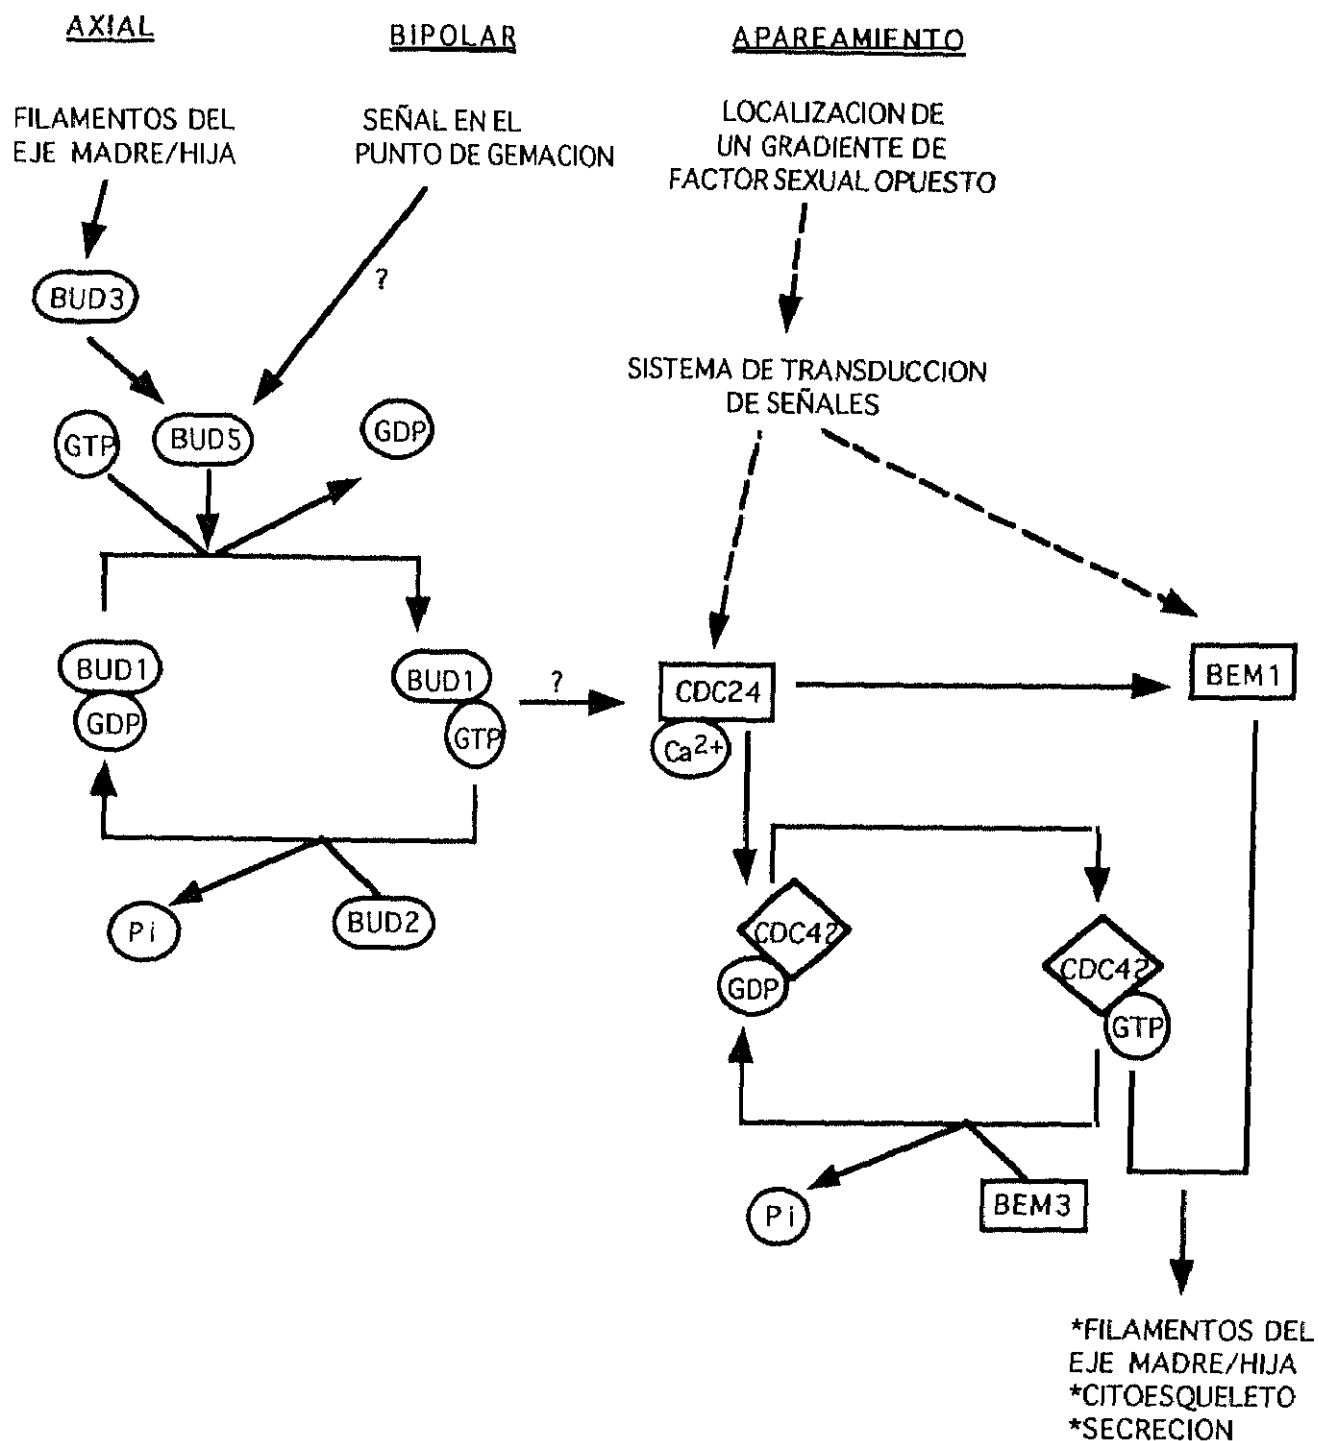 AXIAL
BIPOLAR
APAREAMIENTO
FILAMENTOS DEL
EJE MADRE/HIJA
SEÑAL EN EL
PUNTO DE GEMACION
LOCALIZACION DE
UN GRADIENTE DE
FACTOR SEXUAL OPUESTO
?
BUD3
SISTEMA DE TRANSDUCCION
DE SEÑALES
GTP
BUD5
GDP
BUD1
GDP
BUD1
GTP
?
CDC24
Ca2+
BEM1
Pi
BUD2
CDC42
GDP
CDC42
GTP
Pi
BEM3
*FILAMENTOS DEL
EJE MADRE/HIJA
*CITOESQUELETO
*SECRECION